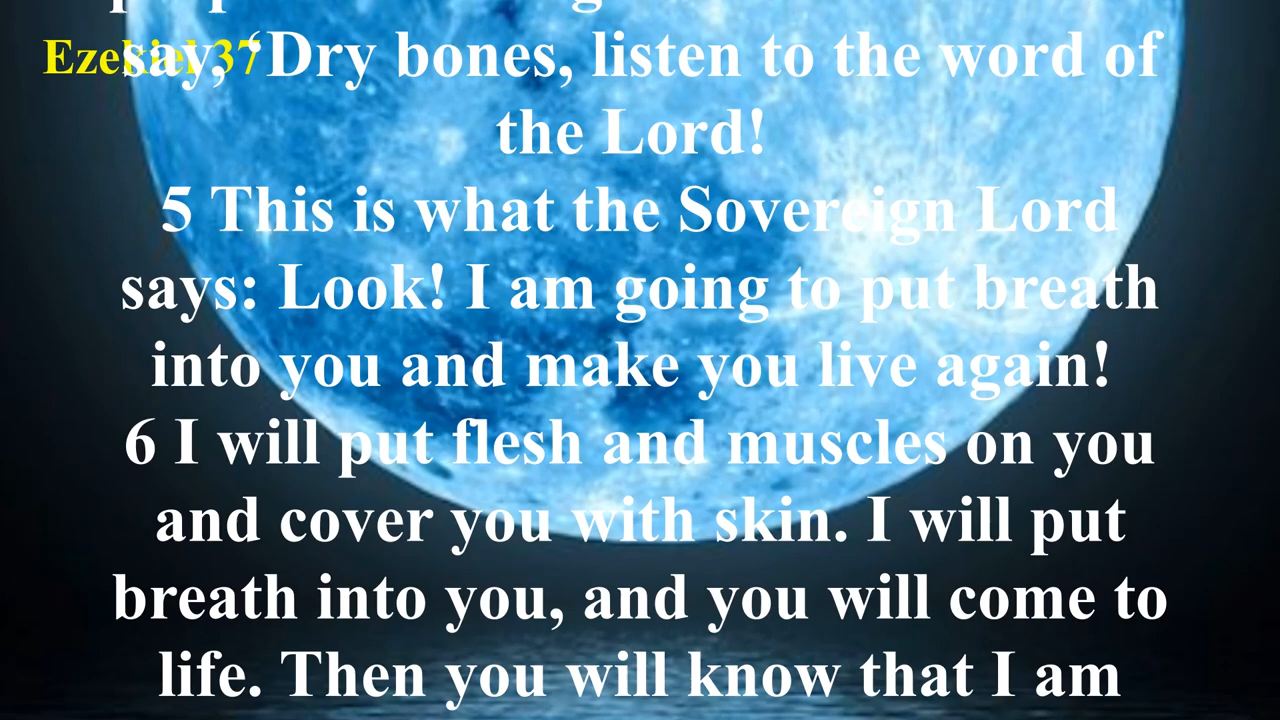 Ezekiel 37
say, ‘Dry bones, listen to the word of
the Lord!
5 This is what the Sovereign Lord
says: Look! I am going to put breath
into you and make you live again!
6 I will put flesh and muscles on you
and cover you with skin. I will put
breath into you, and you will come to
life. Then you will know that I am